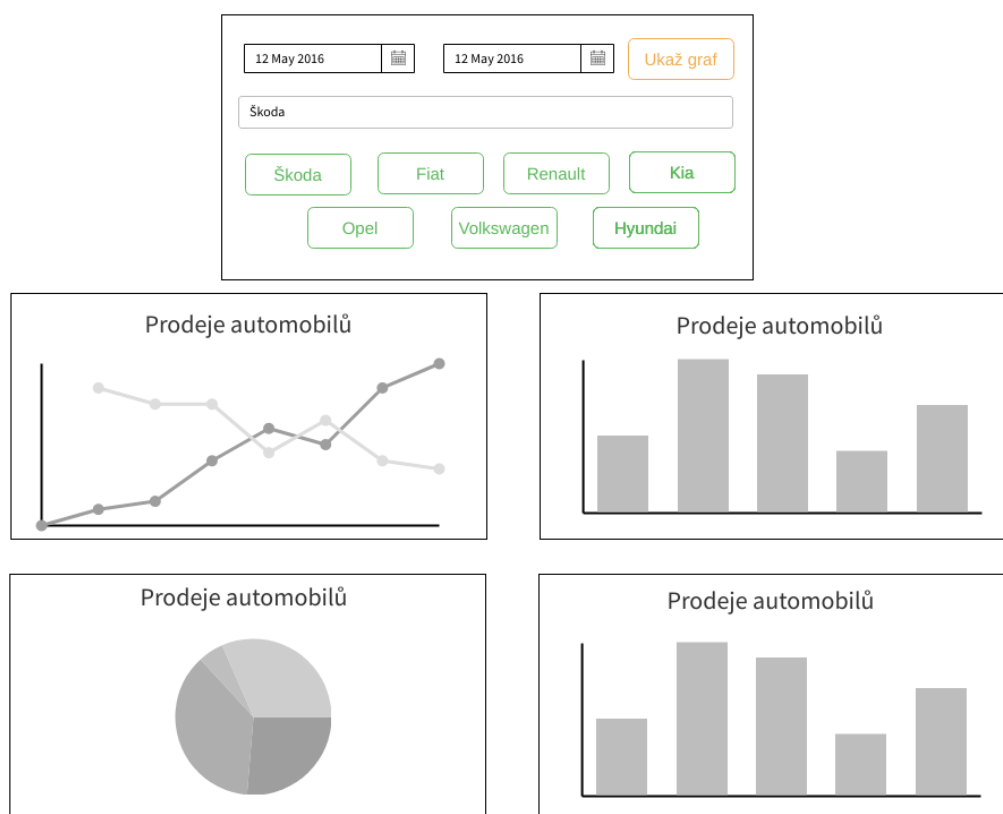 12 May 2016 12 May 2016 Ukaž graf
Škoda
Škoda Fiat Renault Kia
Opel Volkswagen Hyundai
Prodeje automobilů
Prodeje automobilů
Prodeje automobilů
Prodeje automobilů